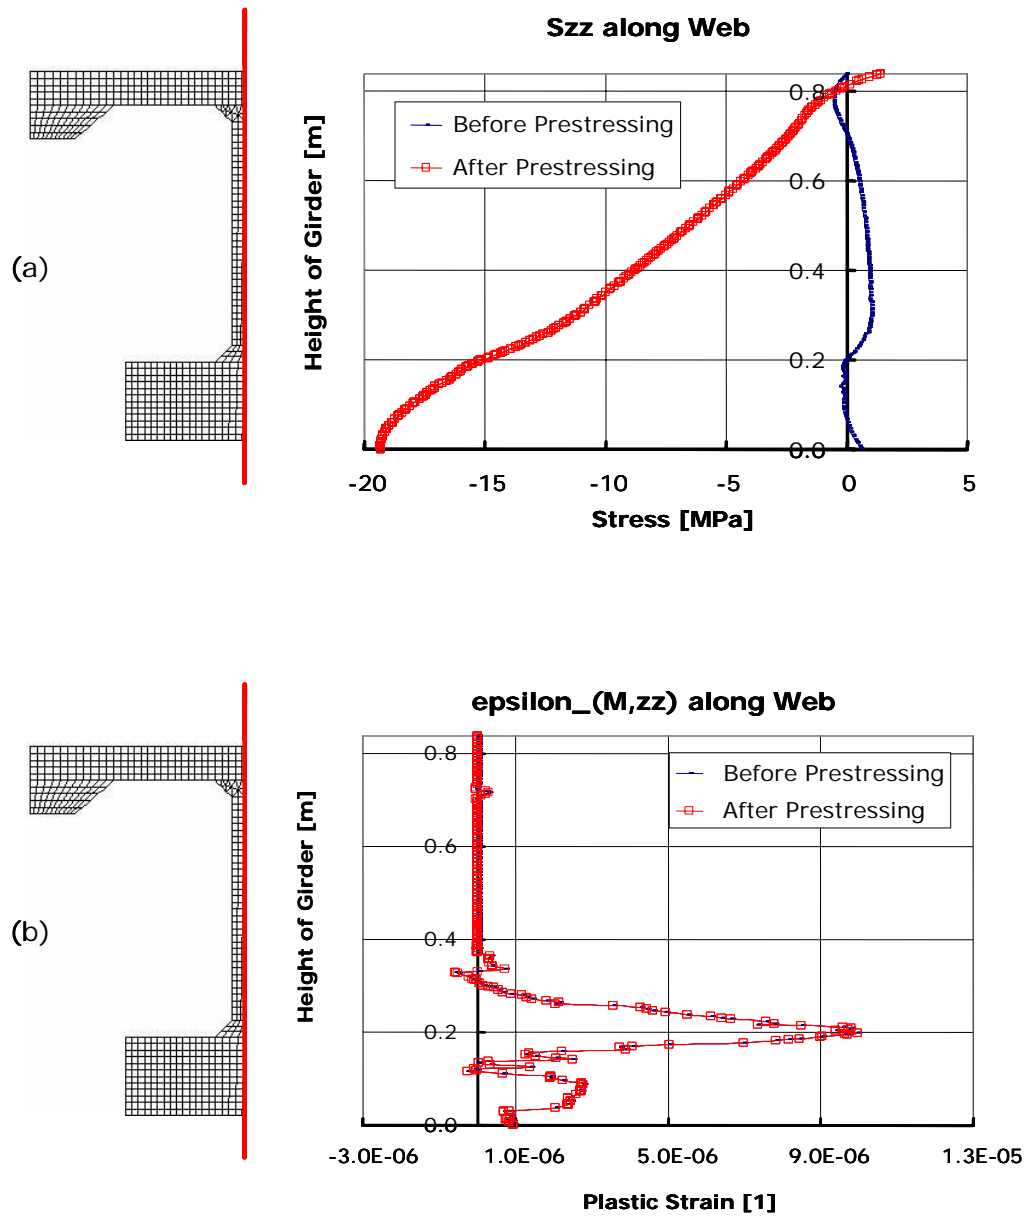 Szz along Web
(a)
Height of Girder [m]
Before Prestressing
After Prestressing
0.8
0.6
0.4
0.2
0.0
-20 -15 -10 -5 0 5
Stress [MPa]
epsilon_(M,zz) along Web
(b)
Height of Girder [m]
Before Prestressing
After Prestressing
0.8
0.6
0.4
0.2
0.0
-3.0E-06 1.0E-06 5.0E-06 9.0E-06 1.3E-05
Plastic Strain [1]